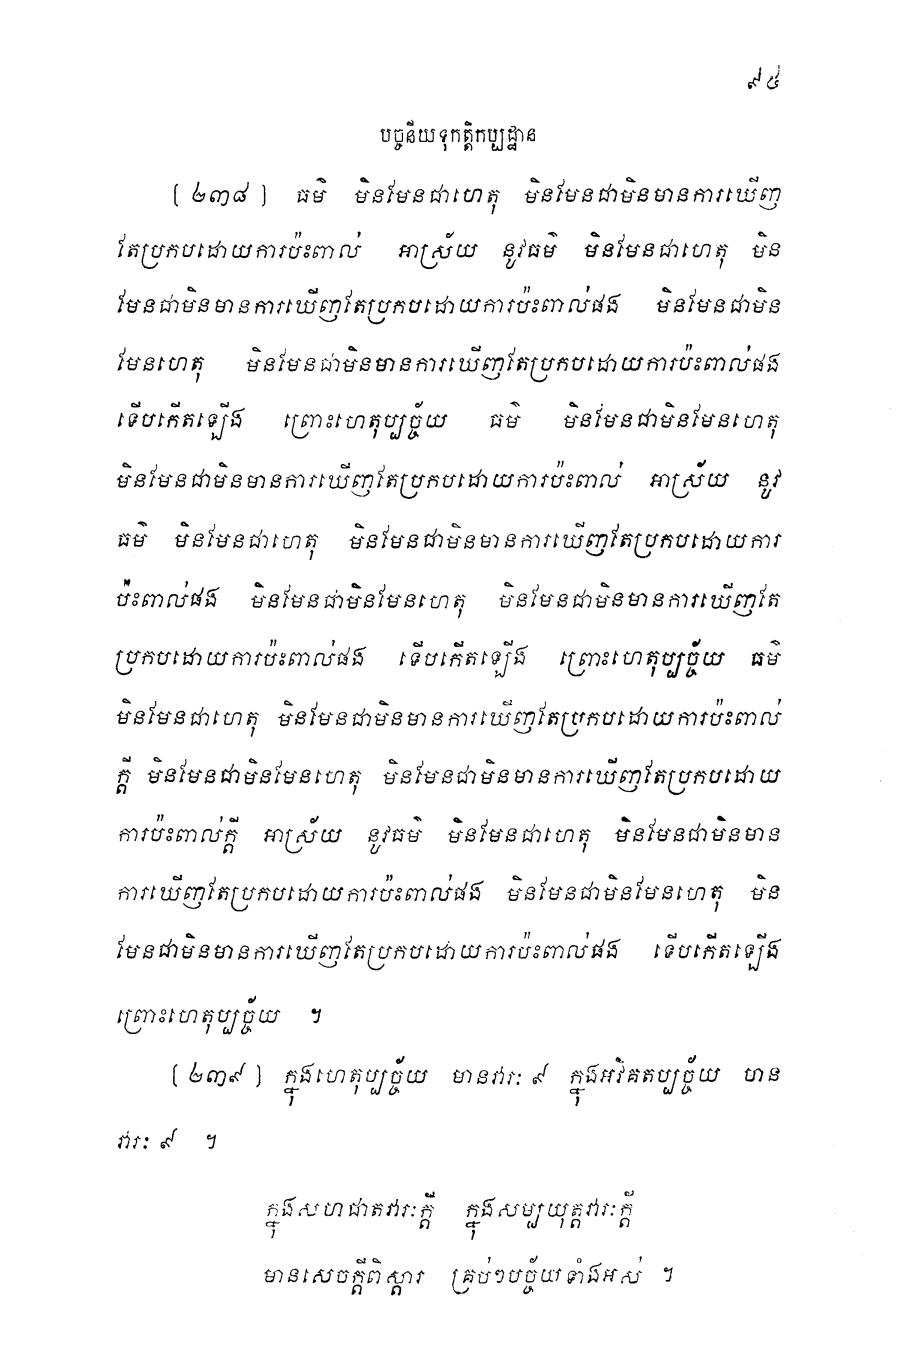 ៩៥
បច្ចនីយទុកត្តិកប្បដ្ឋាន
[ ២៣៨ ] ធម៌ មិនមែនជាហេតុ មិនមែនជាមិនមានការឃើញ
តែប្រកបដោយការប៉ះពាល់ អាស្រ័យ នូវធម៌ មិនមែនជាហេតុ មិន
មែនជាមិនមានការឃើញតែប្រកបដោយការប៉ះពាល់ផង មិនមែនជាមិន
មែនហេតុ មិនមែនជាមិនមានការឃើញតែប្រកបដោយការប៉ះពាល់ផង
ទើបកើតឡើង ព្រោះហេតុប្បច្ច័យ ធម៌ មិនមែនជាមិនមែនហេតុ
មិនមែនជាមិនមានការឃើញតែប្រកបដោយការប៉ះពាល់ អាស្រ័យ នូវ
ធម៌ មិនមែនជាហេតុ មិនមែនជាមិនមានការឃើញតែប្រកបដោយការ
ប៉ះពាល់ផង មិនមែនជាមិនមែនហេតុ មិនមែនជាមិនមានការឃើញតែ
ប្រកបដោយការប៉ះពាល់ផង ទើបកើតឡើង ព្រោះហេតុប្បច្ច័យ ធម៌
មិនមែនជាហេតុ មិនមែនជាមិនមានការឃើញតែប្រកបដោយការប៉ះពាល់
ក្តី មិនមែនជាមិនមែនហេតុ មិនមែនជាមិនមានការឃើញតែប្រកបដោយ
ការប៉ះពាល់ក្តី អាស្រ័យ នូវធម៌ មិនមែនជាហេតុ មិនមែនជាមិនមាន
ការឃើញតែប្រកបដោយការប៉ះពាល់ផង មិនមែនជាមិនមែនហេតុ មិន
មែនជាមិនមានការឃើញតែប្រកបដោយការប៉ះពាល់ផង ទើបកើតឡើង
ព្រោះហេតុប្បច្ច័យ ។
[ ២៣៩ ] ក្នុងហេតុប្បច្ច័យ មានវារៈ ៩ ក្នុងអវិគតប្បច្ច័យ មាន
វារៈ ៩ ។
ក្នុងសហជាតវារៈក្តី ក្នុងសម្បយុត្តវារៈក្តី
មានសេចក្តីពិស្តារ គ្រប់ៗបច្ច័យទាំងអស់ ។